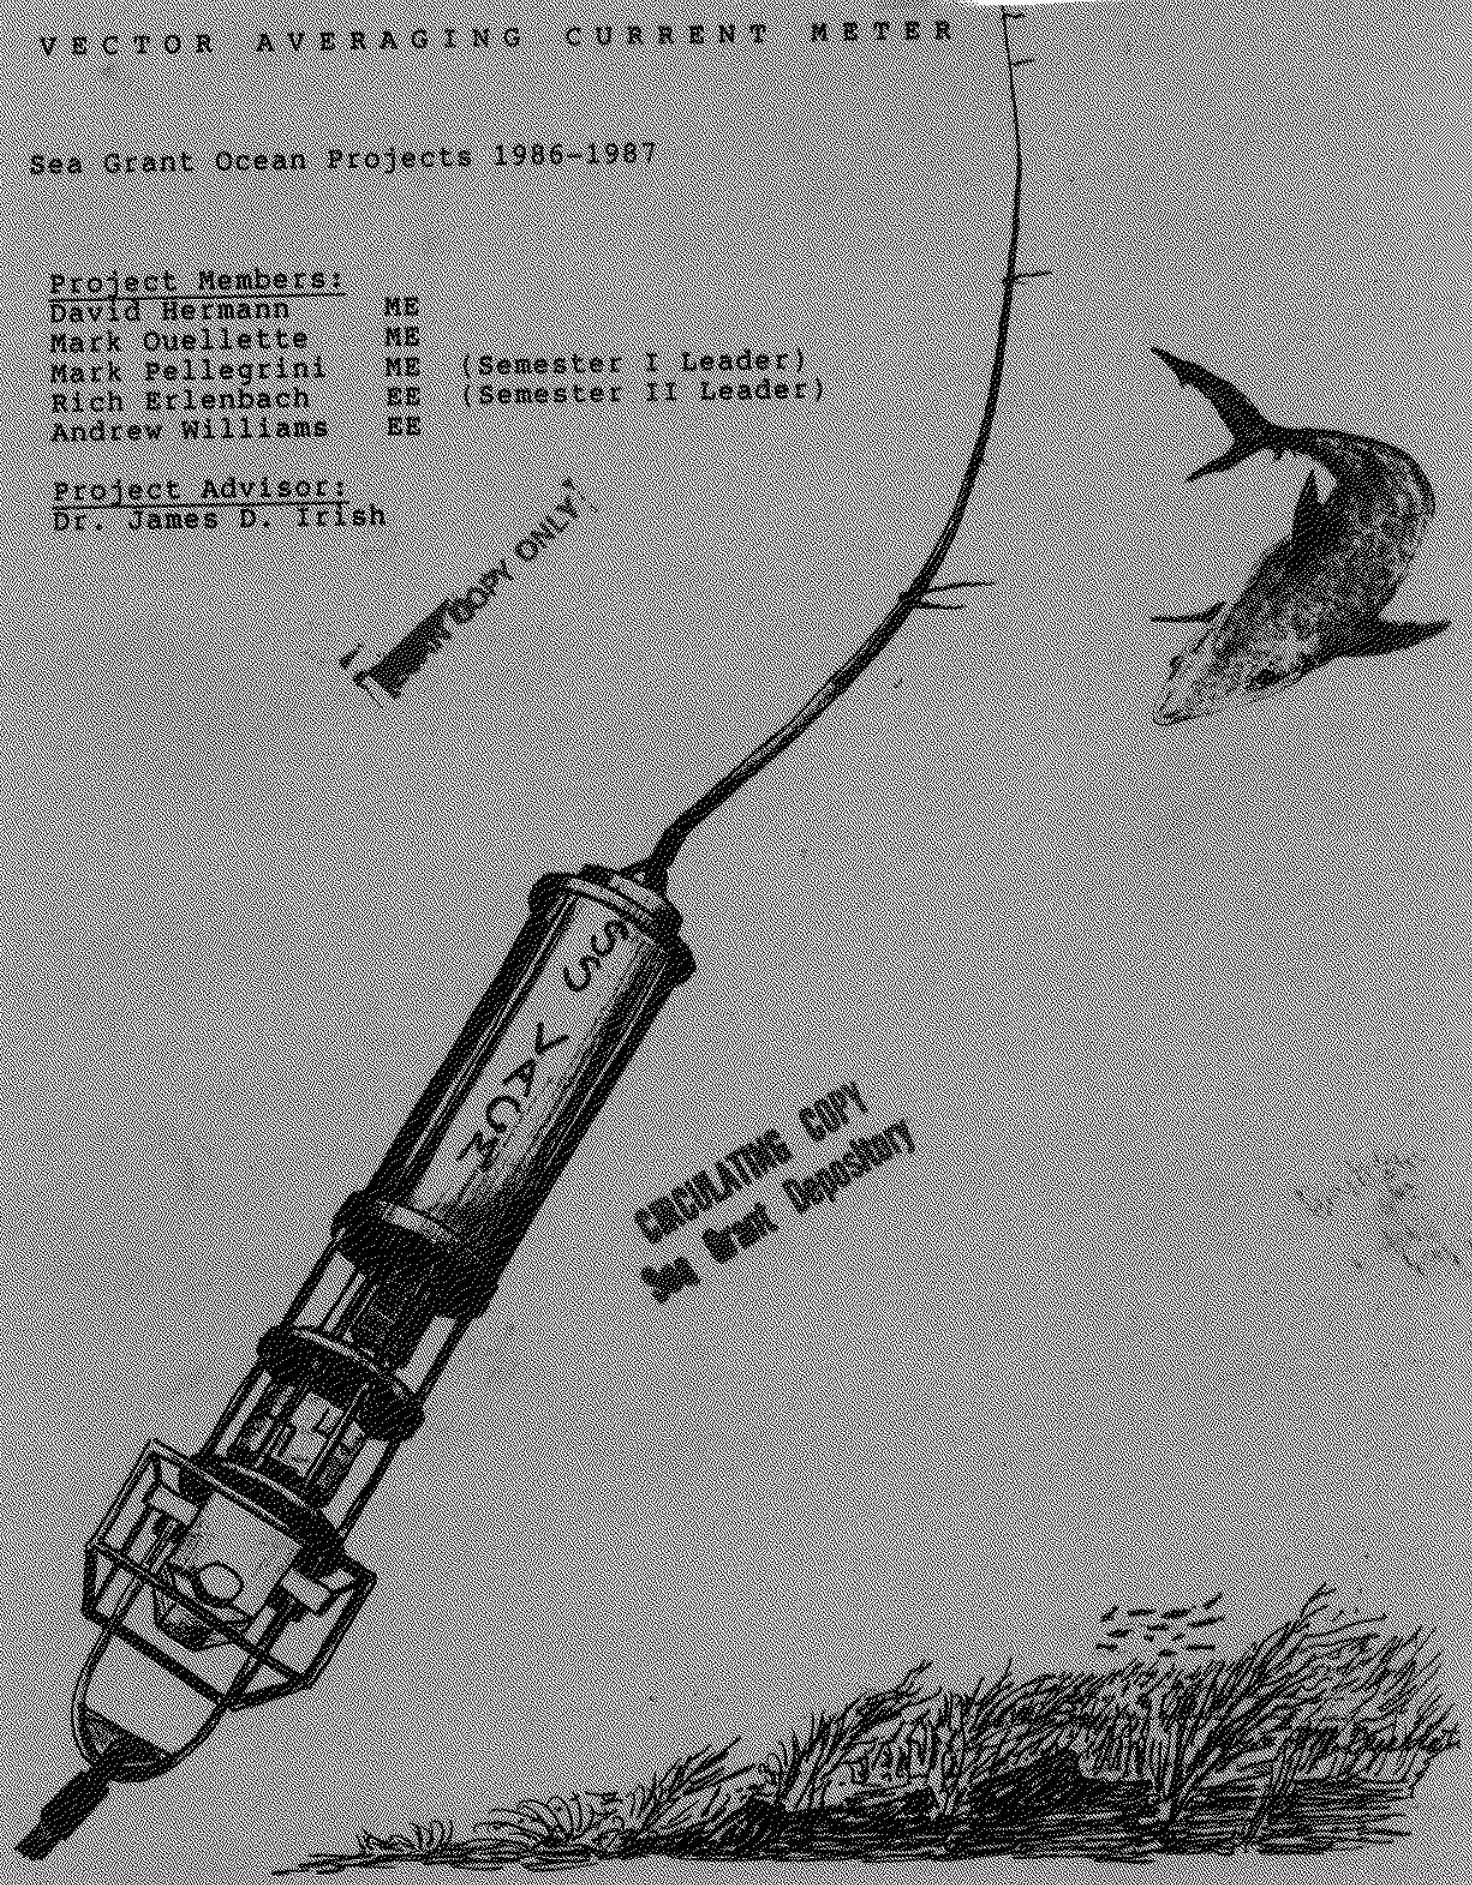 VECTOR AVERAGING CURRENT METER
Sea Grant Ocean Projects 1986-1987
Project Members:
David Hermann ME
Mark Ouellette ME
Mark Pellegrini ME (Semester I Leader)
Rich Erlenbach EE (Semester II Leader)
Andrew Williams EE
Project Advisor:
Dr. James D. Irish
COPY ONLY
SS VACM
CIRCULATING COPY
Sea Grant Depository